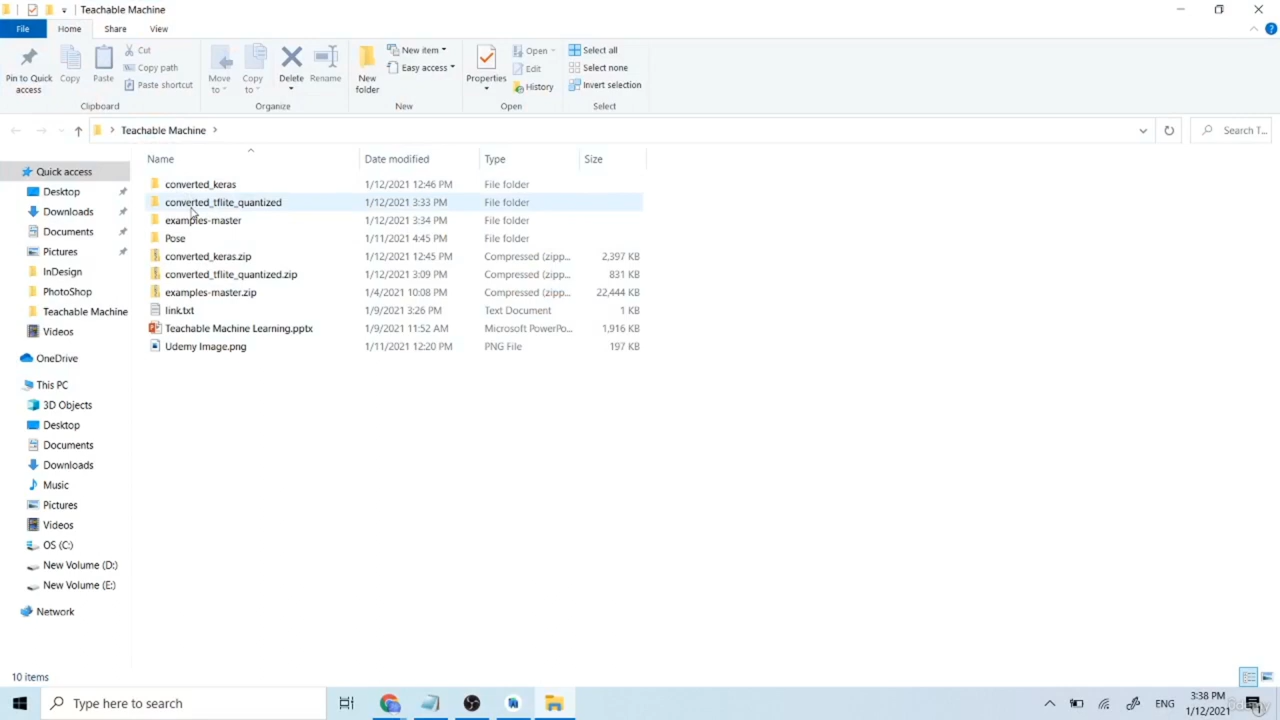 Teachable Machine
File Home Share View
Pin to Quick access
Copy
Paste
Cut
Copy path
Paste shortcut
Clipboard
Move to
Copy to
Delete
Rename
Organize
New folder
New item
Easy access
New
Properties
Open
Edit
History
Open
Select all
Select none
Invert selection
Select
Teachable Machine
Search T...
Name Date modified Type Size
converted_keras 1/12/2021 12:46 PM File folder
converted_tflite_quantized 1/12/2021 3:33 PM File folder
examples-master 1/12/2021 3:34 PM File folder
Pose 1/11/2021 4:45 PM File folder
converted_keras.zip 1/12/2021 12:45 PM Compressed (zipp... 2,397 KB
converted_tflite_quantized.zip 1/12/2021 3:09 PM Compressed (zipp... 831 KB
examples-master.zip 1/4/2021 10:08 PM Compressed (zipp... 22,444 KB
link.txt 1/9/2021 3:26 PM Text Document 1 KB
Teachable Machine Learning.pptx 1/9/2021 11:52 AM Microsoft PowerPo... 1,916 KB
Udemy Image.png 1/11/2021 12:20 PM PNG File 197 KB
Quick access
Desktop
Downloads
Documents
Pictures
InDesign
PhotoShop
Teachable Machine
Videos
OneDrive
This PC
3D Objects
Desktop
Documents
Downloads
Music
Pictures
Videos
OS (C:)
New Volume (D:)
New Volume (E:)
Network
10 items
Type here to search
ENG
3:38 PM
1/12/2021